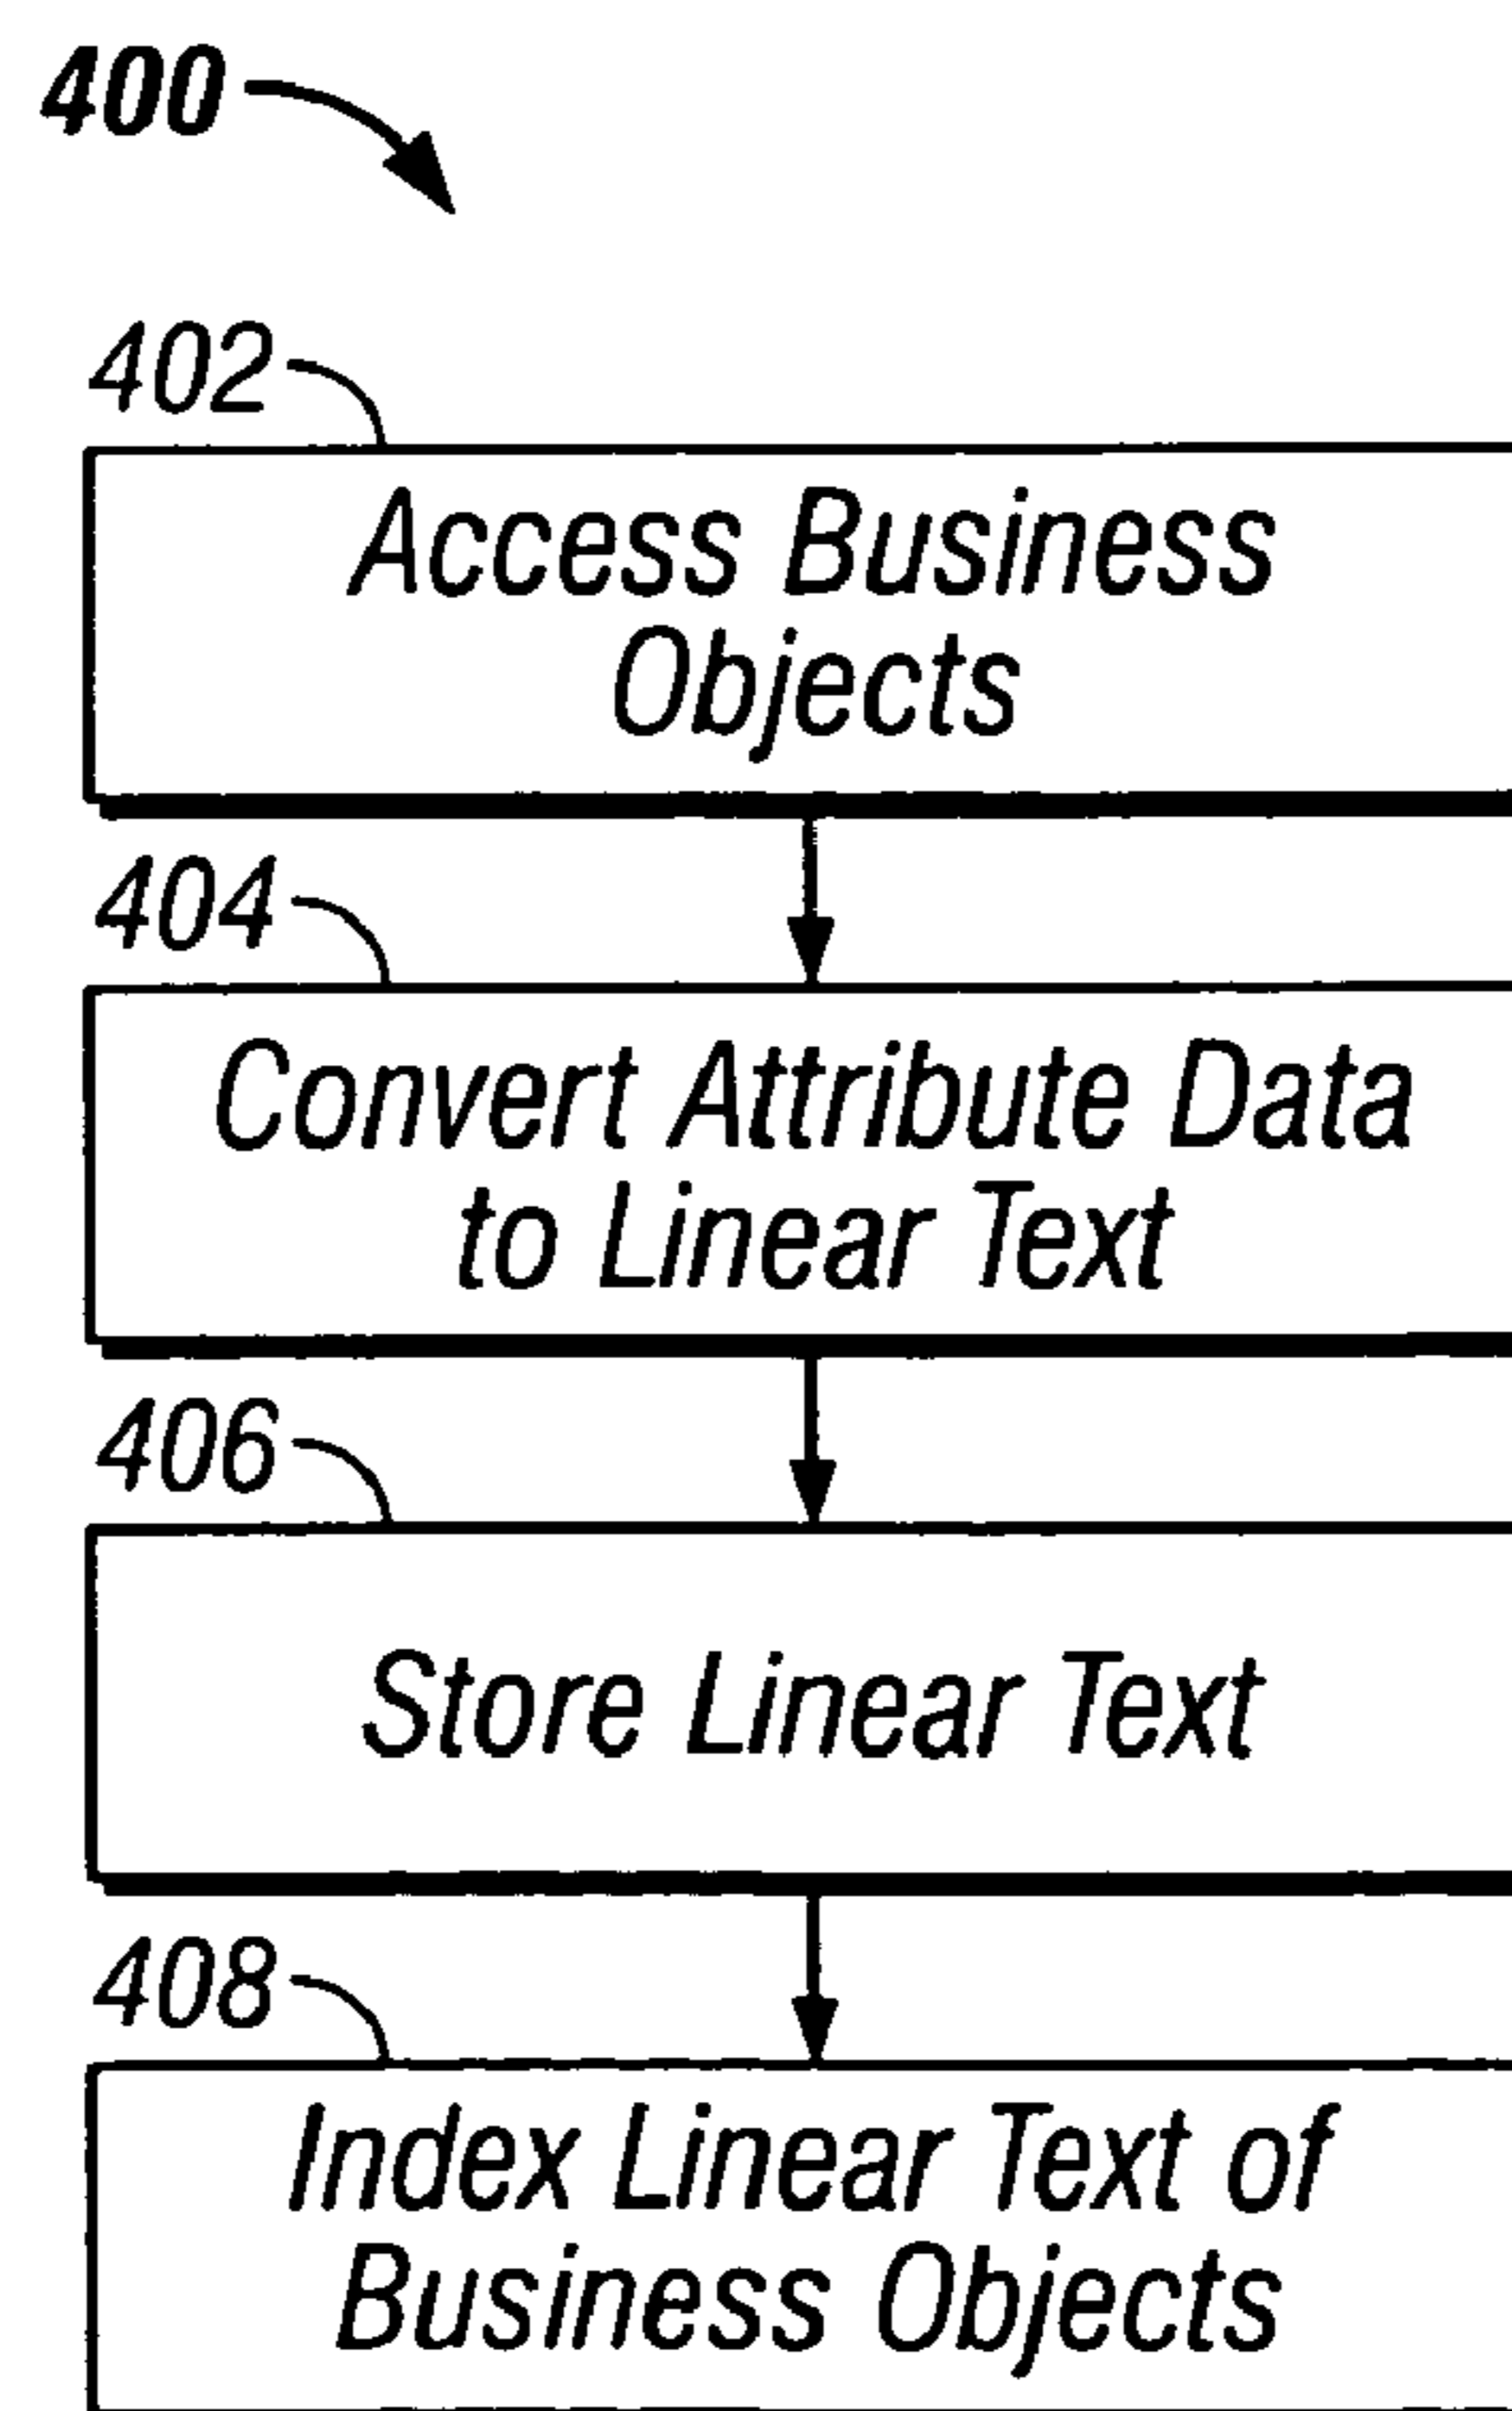 400
402
Access Business
Objects
404
Convert Attribute Data
to Linear Text
406
Store Linear Text
408
Index Linear Text of
Business Objects